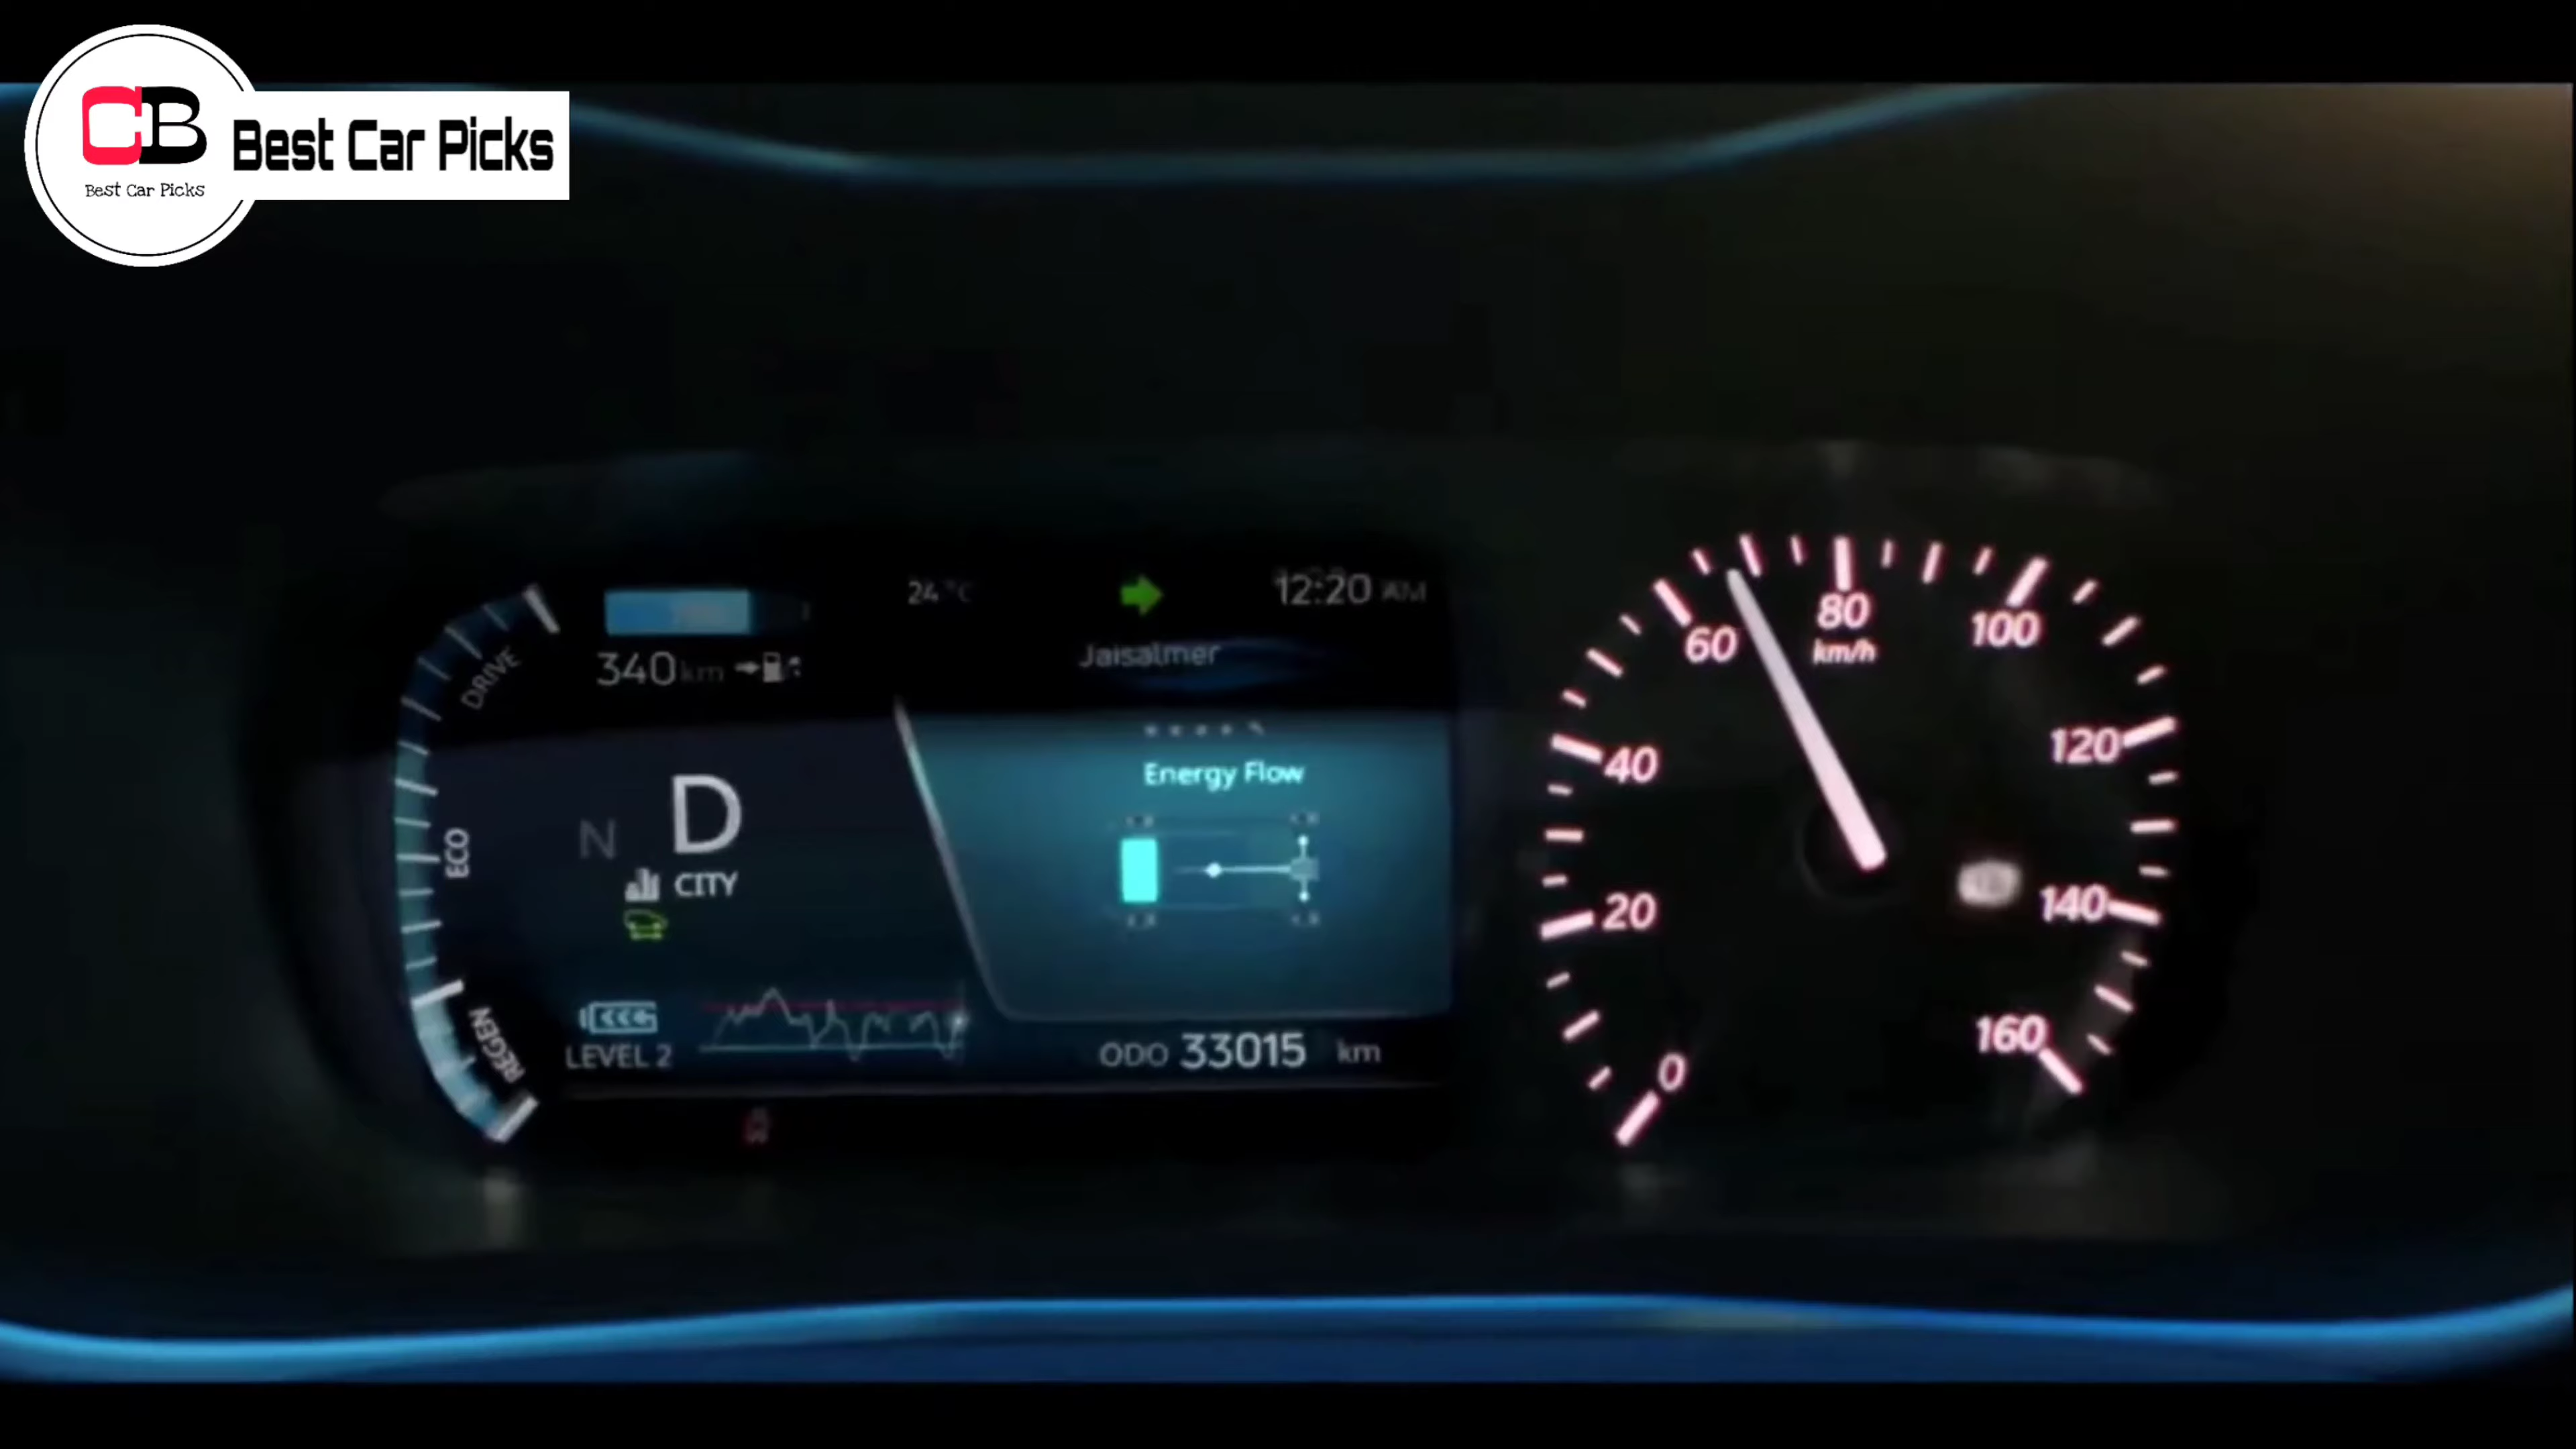 CB
Best Car Picks
Best Car Picks
24 °C
12:20 AM
340 km
Jaisalmer
DRIVE
Energy Flow
N D
CITY
ECO
REGEN
LEVEL 2
ODO 33015 km
0
20
40
60
80
km/h
100
120
140
160